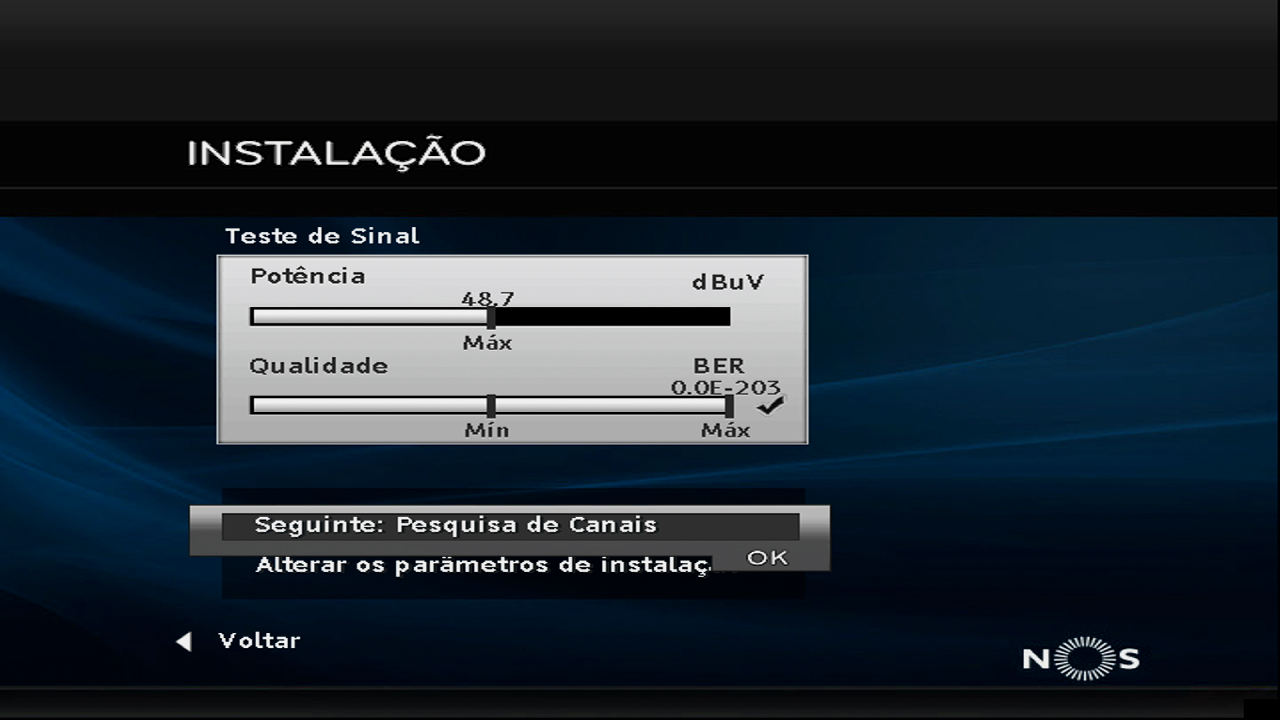 INSTALAÇÃO
Teste de Sinal
Potência
dBuV
48,7
Máx
Qualidade
BER
0.0E-203
Mín
Máx
Seguinte: Pesquisa de Canais
Alterar os parämetros de instalaç
OK
Voltar
NOS